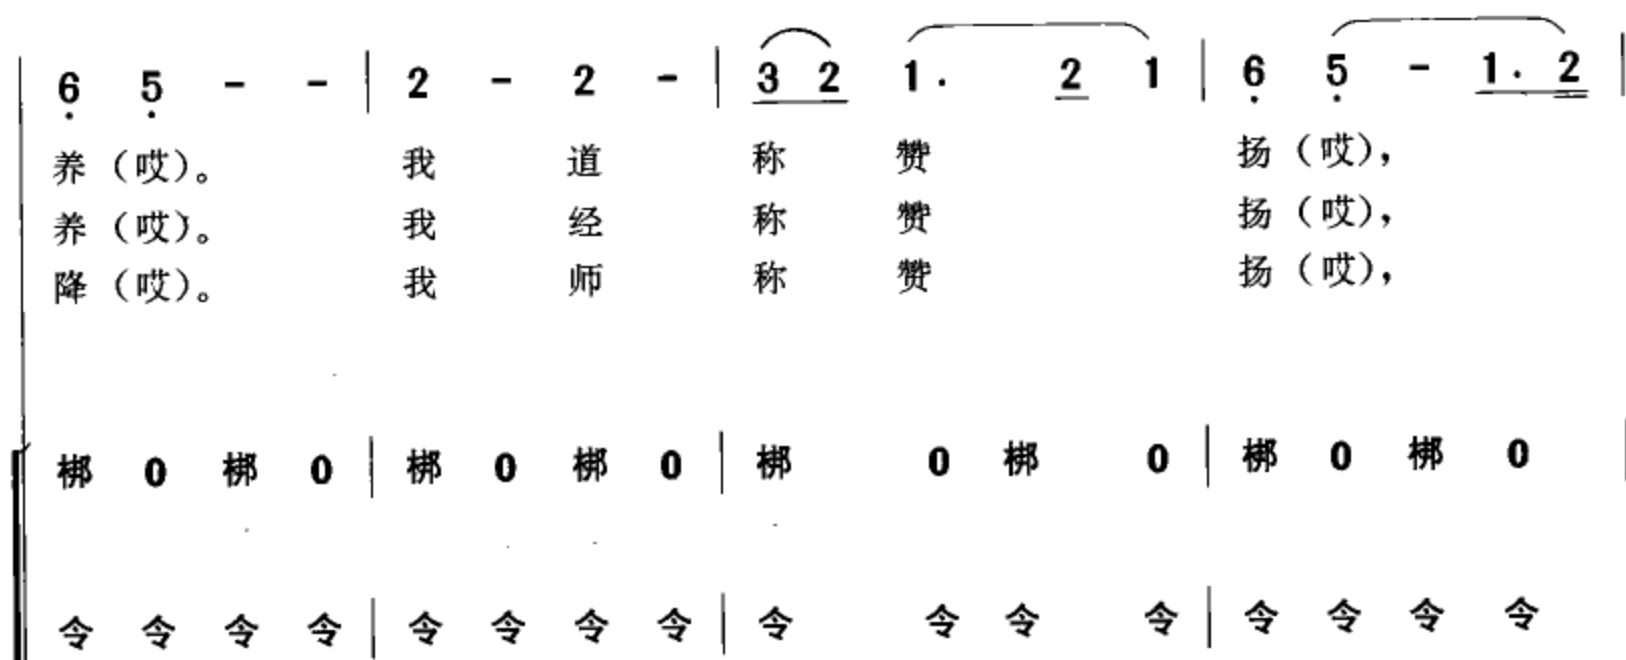 6 5 - - | 2 - 2 - | 3 2 1· 2 1 | 6 5 - 1· 2 |
养（哎）。 我 道 称 赞 扬（哎），
养（哎）。 我 经 称 赞 扬（哎），
降（哎）。 我 师 称 赞 扬（哎），
梆 0 梆 0 | 梆 0 梆 0 | 梆 0 梆 0 | 梆 0 梆 0 |
令 令 令 令 | 令 令 令 令 | 令 令 令 令 | 令 令 令 令